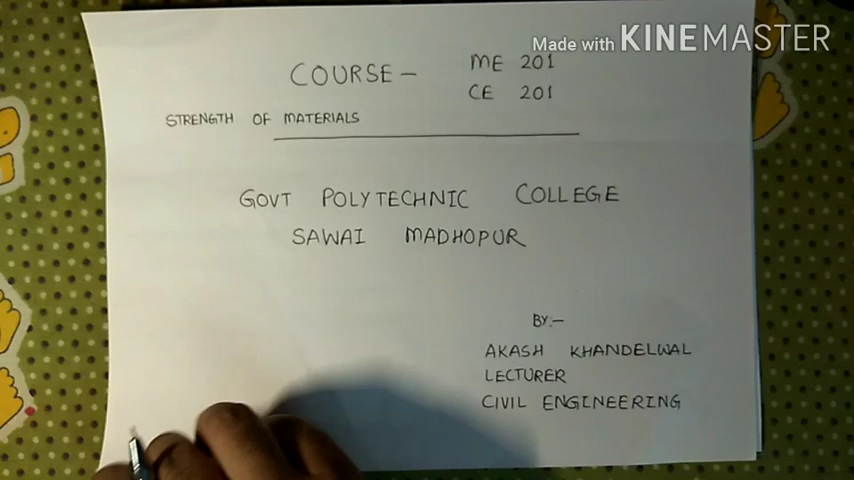 Made with KINEMASTER
COURSE – ME 201
CE 201
STRENGTH OF MATERIALS
GOVT POLYTECHNIC COLLEGE
SAWAI MADHOPUR
BY:–
AKASH KHANDELWAL
LECTURER
CIVIL ENGINEERING